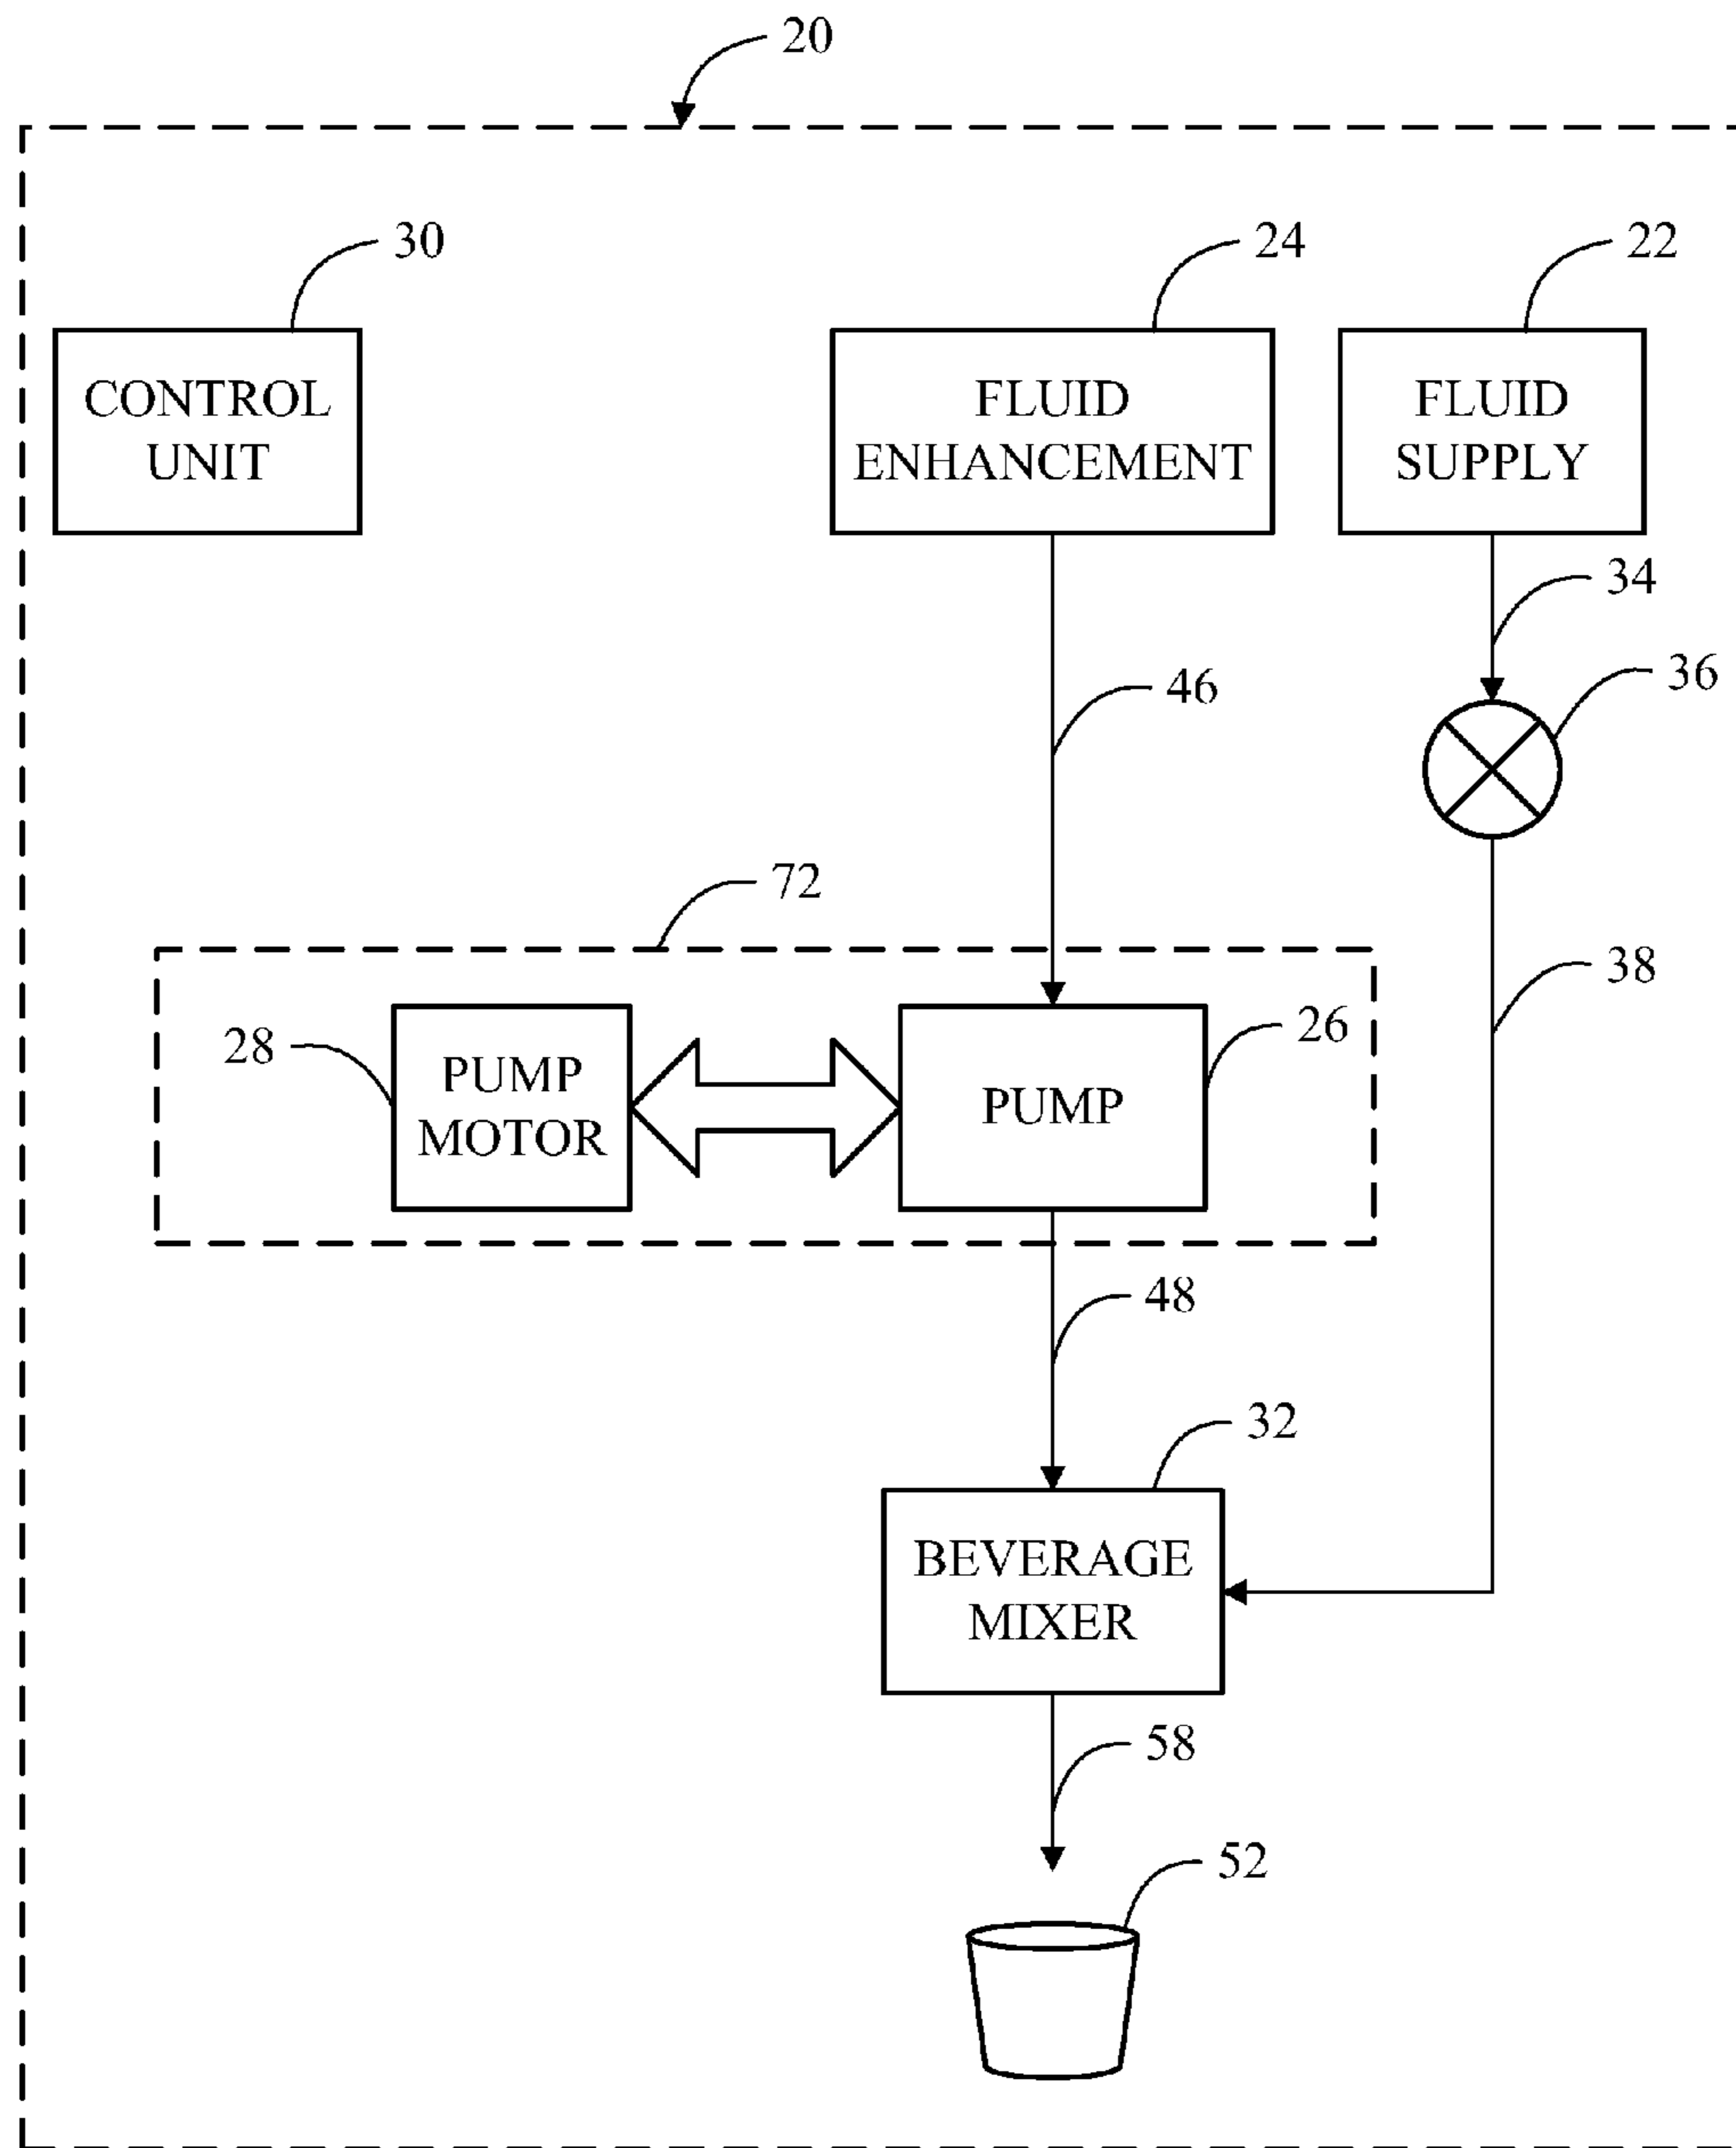 20
30
24
22
CONTROL
UNIT
FLUID
ENHANCEMENT
FLUID
SUPPLY
34
46
36
72
38
28
26
PUMP
MOTOR
PUMP
48
32
BEVERAGE
MIXER
58
52